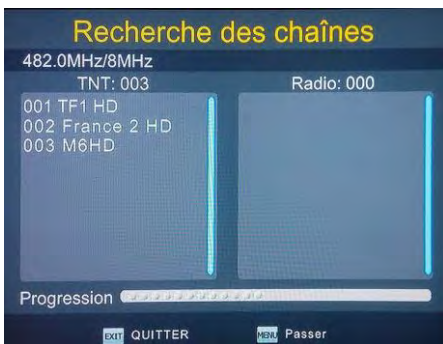 Recherche des chaînes
482.0MHz/8MHz
TNT: 003
Radio: 000
001 TF1 HD
002 France 2 HD
003 M6HD
Progression
EXIT QUITTER
MENU Passer